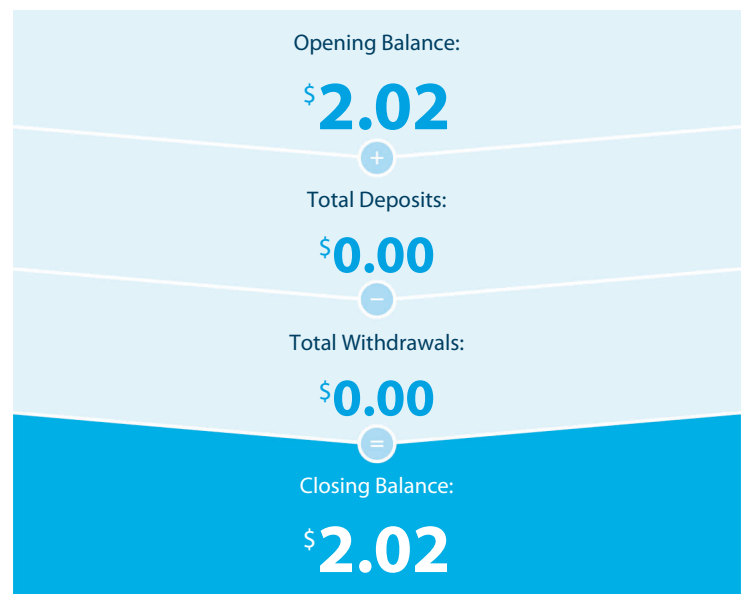 Opening Balance:
$2.02
+
Total Deposits:
$0.00
−
Total Withdrawals:
$0.00
=
Closing Balance:
$2.02